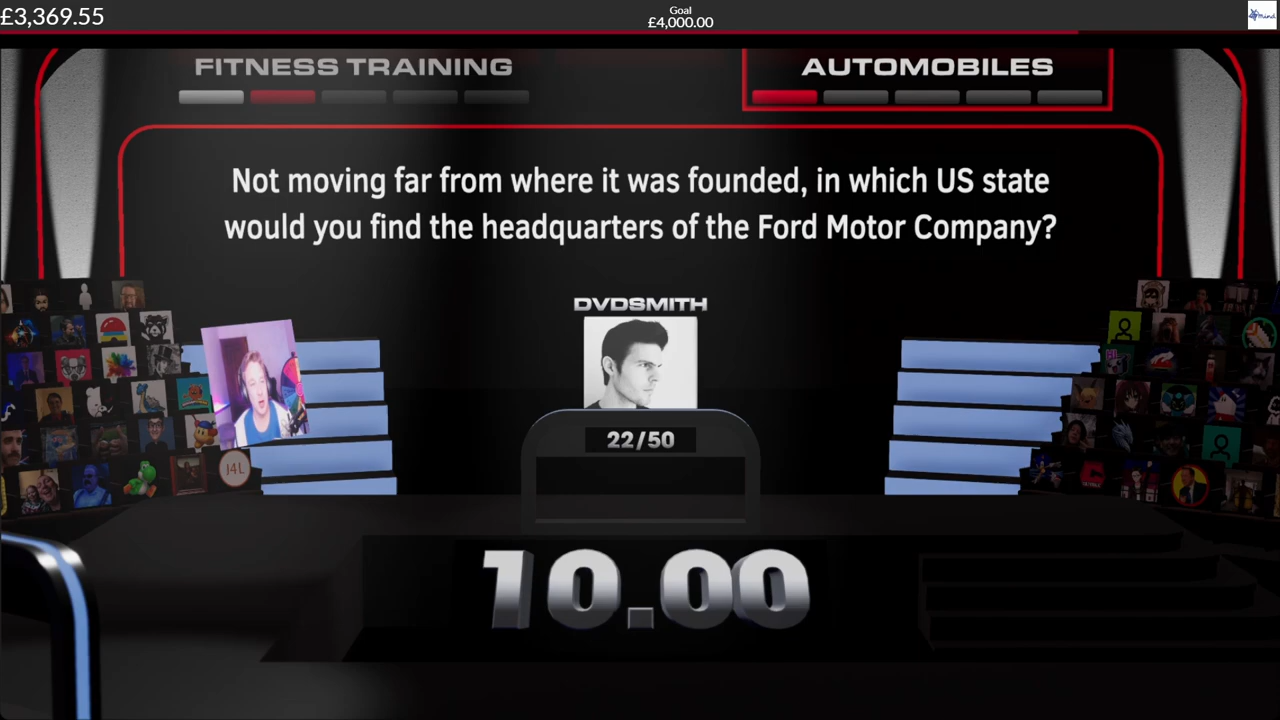 £3,369.55
Goal
£4,000.00
mind
FITNESS TRAINING
AUTOMOBILES
Not moving far from where it was founded, in which US state
would you find the headquarters of the Ford Motor Company?
DVDSMITH
22/50
J4L
10.00